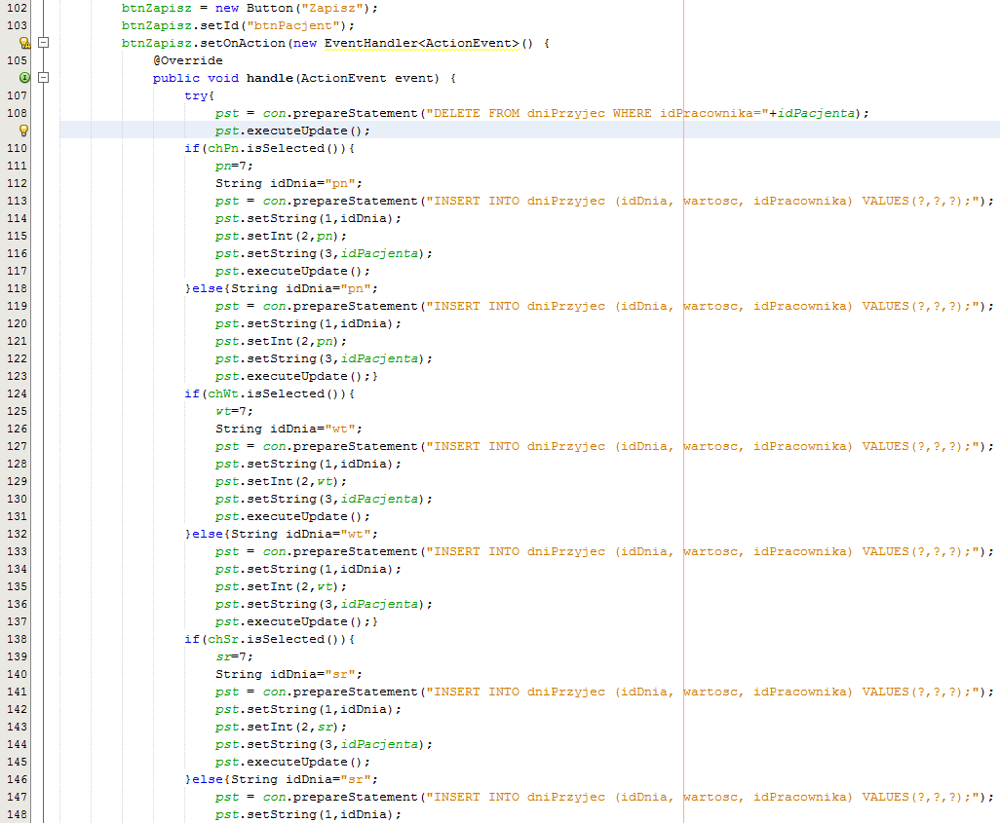 102 btnZapisz = new Button("Zapisz");
103 btnZapisz.setId("btnPacjent");
btnZapisz.setOnAction(new EventHandler<ActionEvent>() {
105 @Override
public void handle(ActionEvent event) {
107 try{
108 pst = con.prepareStatement("DELETE FROM dniPrzyjec WHERE idPracownika="+idPacjenta);
pst.executeUpdate();
110 if(chPn.isSelected()){
111 pn=7;
112 String idDnia="pn";
113 pst = con.prepareStatement("INSERT INTO dniPrzyjec (idDnia, wartosc, idPracownika) VALUES(?,?,?);");
114 pst.setString(1,idDnia);
115 pst.setInt(2,pn);
116 pst.setString(3,idPacjenta);
117 pst.executeUpdate();
118 }else{String idDnia="pn";
119 pst = con.prepareStatement("INSERT INTO dniPrzyjec (idDnia, wartosc, idPracownika) VALUES(?,?,?);");
120 pst.setString(1,idDnia);
121 pst.setInt(2,pn);
122 pst.setString(3,idPacjenta);
123 pst.executeUpdate();}
124 if(chWt.isSelected()){
125 wt=7;
126 String idDnia="wt";
127 pst = con.prepareStatement("INSERT INTO dniPrzyjec (idDnia, wartosc, idPracownika) VALUES(?,?,?);");
128 pst.setString(1,idDnia);
129 pst.setInt(2,wt);
130 pst.setString(3,idPacjenta);
131 pst.executeUpdate();
132 }else{String idDnia="wt";
133 pst = con.prepareStatement("INSERT INTO dniPrzyjec (idDnia, wartosc, idPracownika) VALUES(?,?,?);");
134 pst.setString(1,idDnia);
135 pst.setInt(2,wt);
136 pst.setString(3,idPacjenta);
137 pst.executeUpdate();}
138 if(chSr.isSelected()){
139 sr=7;
140 String idDnia="sr";
141 pst = con.prepareStatement("INSERT INTO dniPrzyjec (idDnia, wartosc, idPracownika) VALUES(?,?,?);");
142 pst.setString(1,idDnia);
143 pst.setInt(2,sr);
144 pst.setString(3,idPacjenta);
145 pst.executeUpdate();
146 }else{String idDnia="sr";
147 pst = con.prepareStatement("INSERT INTO dniPrzyjec (idDnia, wartosc, idPracownika) VALUES(?,?,?);");
148 pst.setString(1,idDnia);